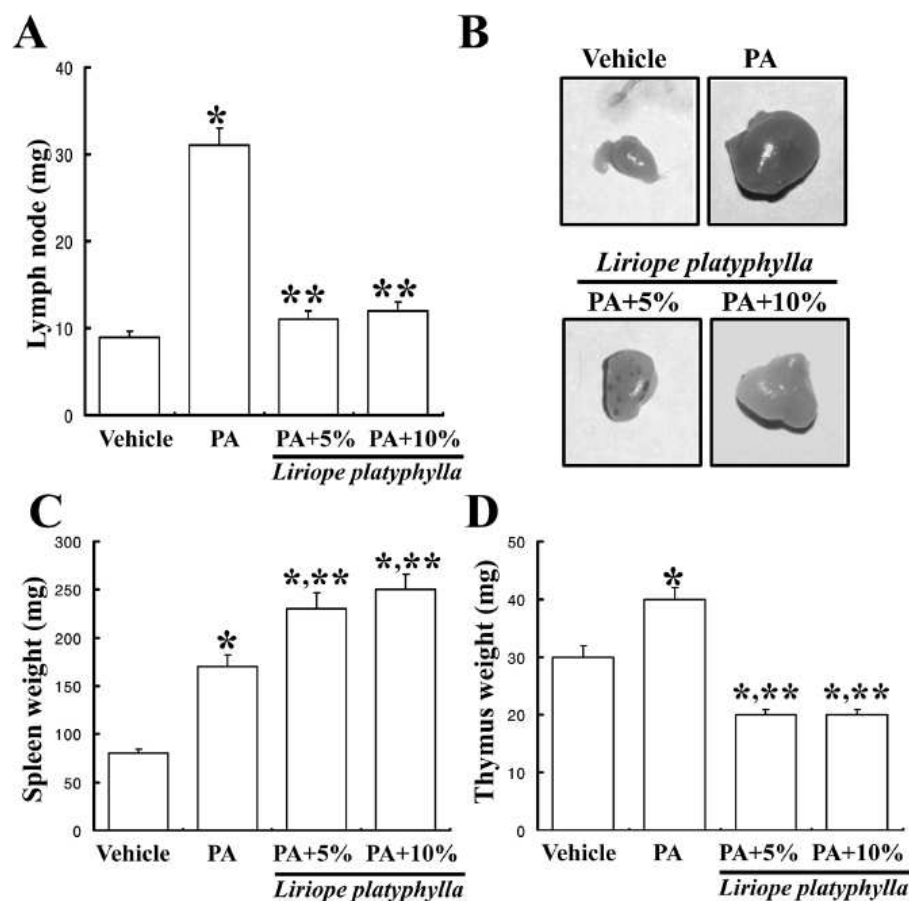 A
Lymph node (mg)
40
30
20
10
0
*
**
**
Vehicle PA PA+5% PA+10%
Liriope platyphylla
B
Vehicle PA
Liriope platyphylla
PA+5% PA+10%
C
Spleen weight (mg)
300
250
200
150
100
50
0
*
*,**
*,**
Vehicle PA PA+5% PA+10%
Liriope platyphylla
D
Thymus weight (mg)
50
40
30
20
10
0
*
*,**
*,**
Vehicle PA PA+5% PA+10%
Liriope platyphylla